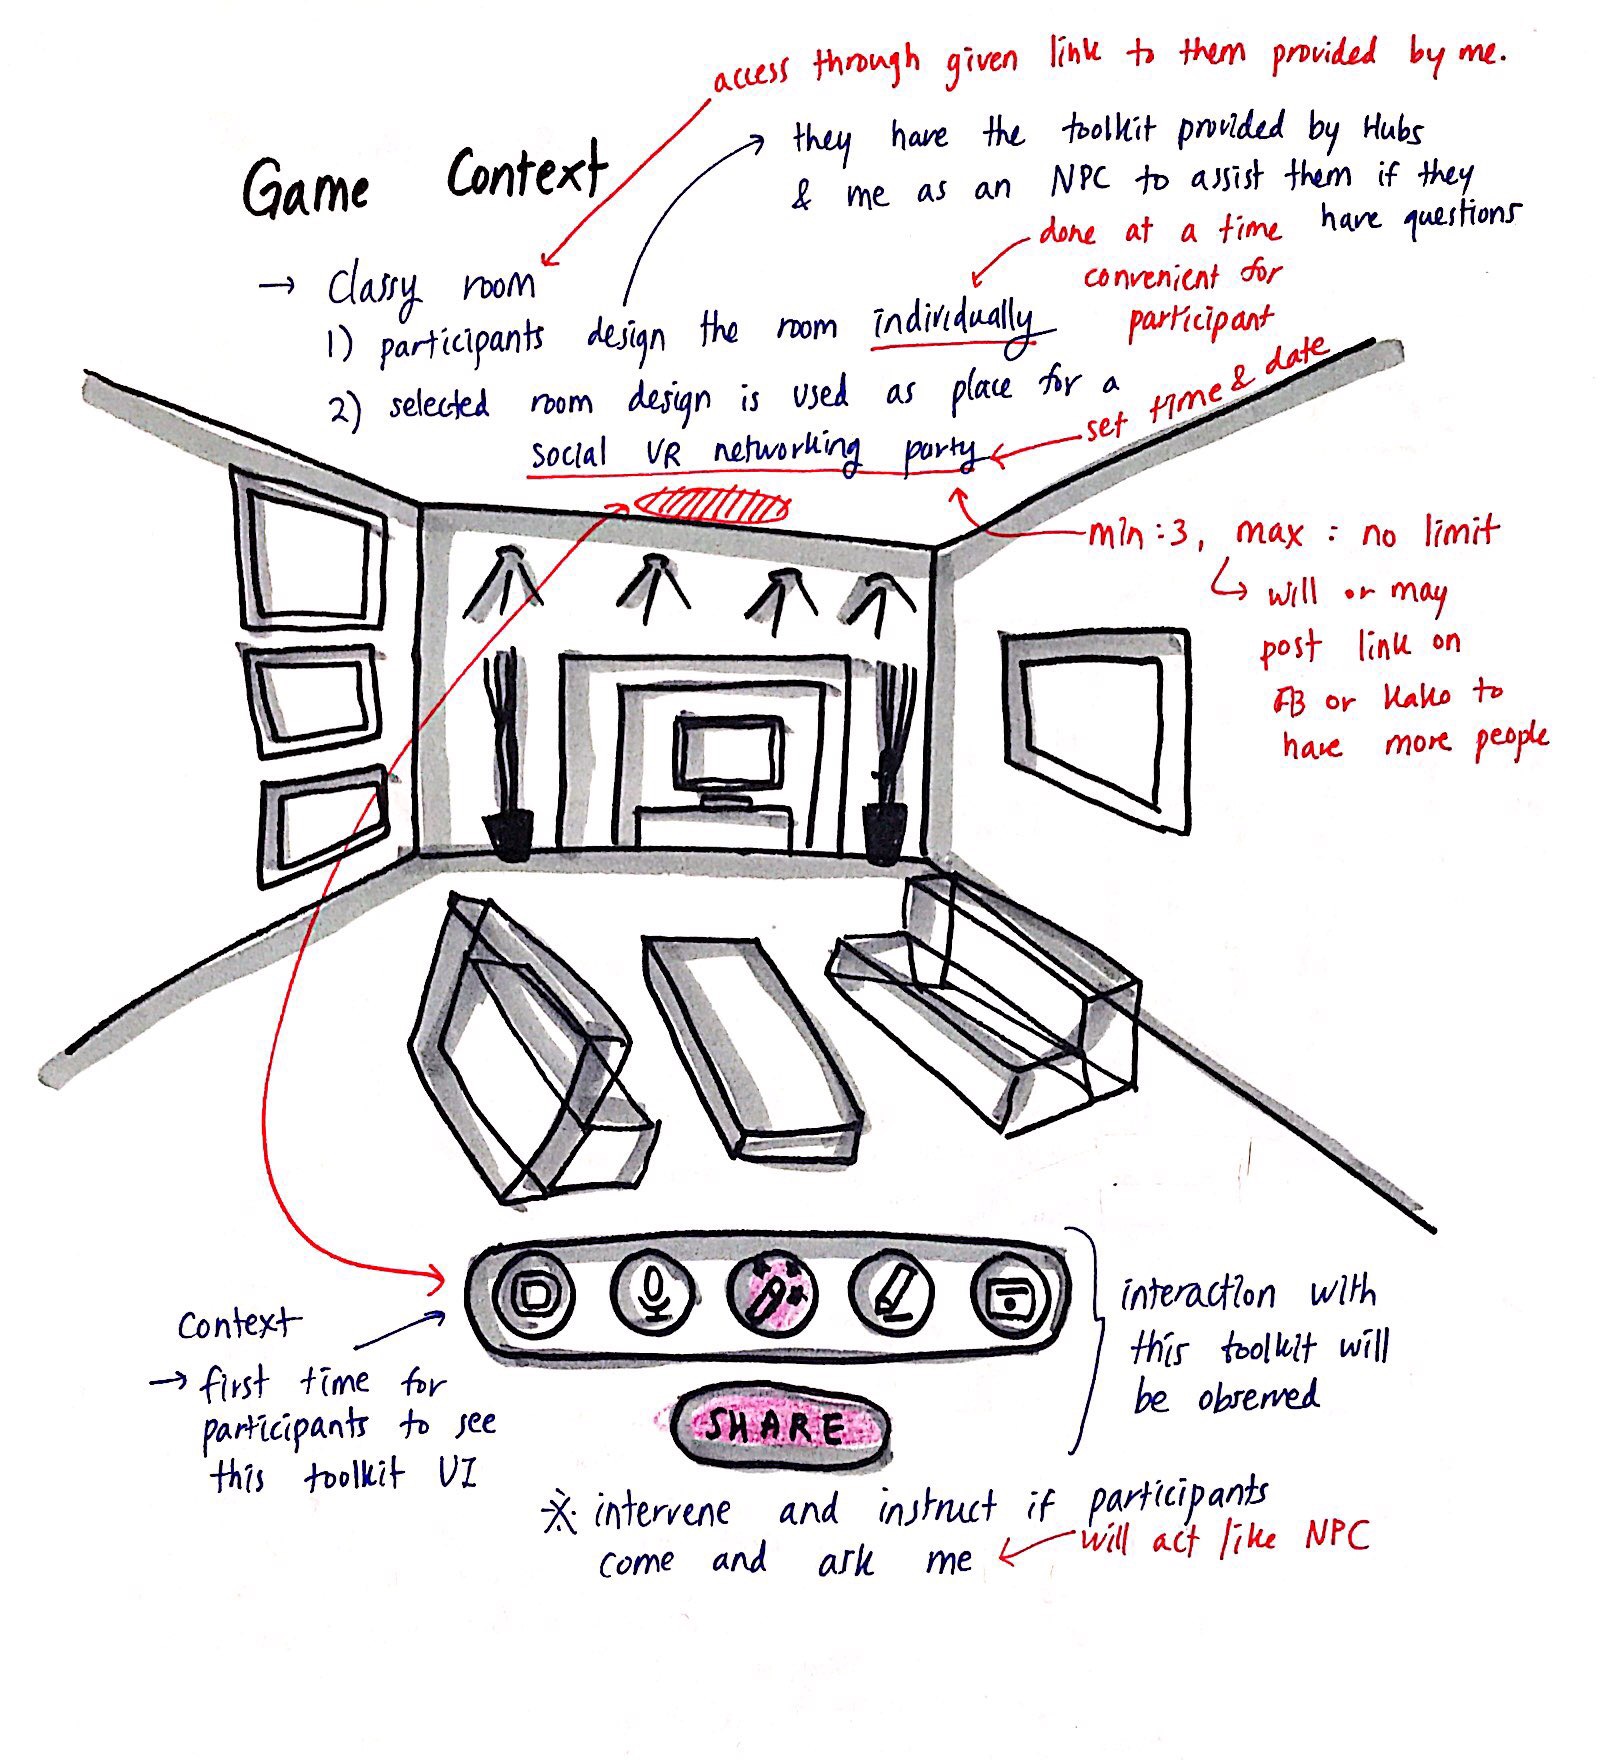 access through given link to them provided by me.
they have the toolkit provided by Hubs
& me as an NPC to assist them if they
have questions
Game Context
done at a time
convenient for
participant
→ Classy room
1) participants design the room individually
2) selected room design is used as place for a
social VR networking party
set time & date
min : 3, max : no limit
will or may
post link on
FB or kako to
have more people
context
→ first time for
participants to see
this toolkit UI
interaction with
this toolkit will
be observed
SHARE
※ intervene and instruct if participants
come and ask me
will act like NPC